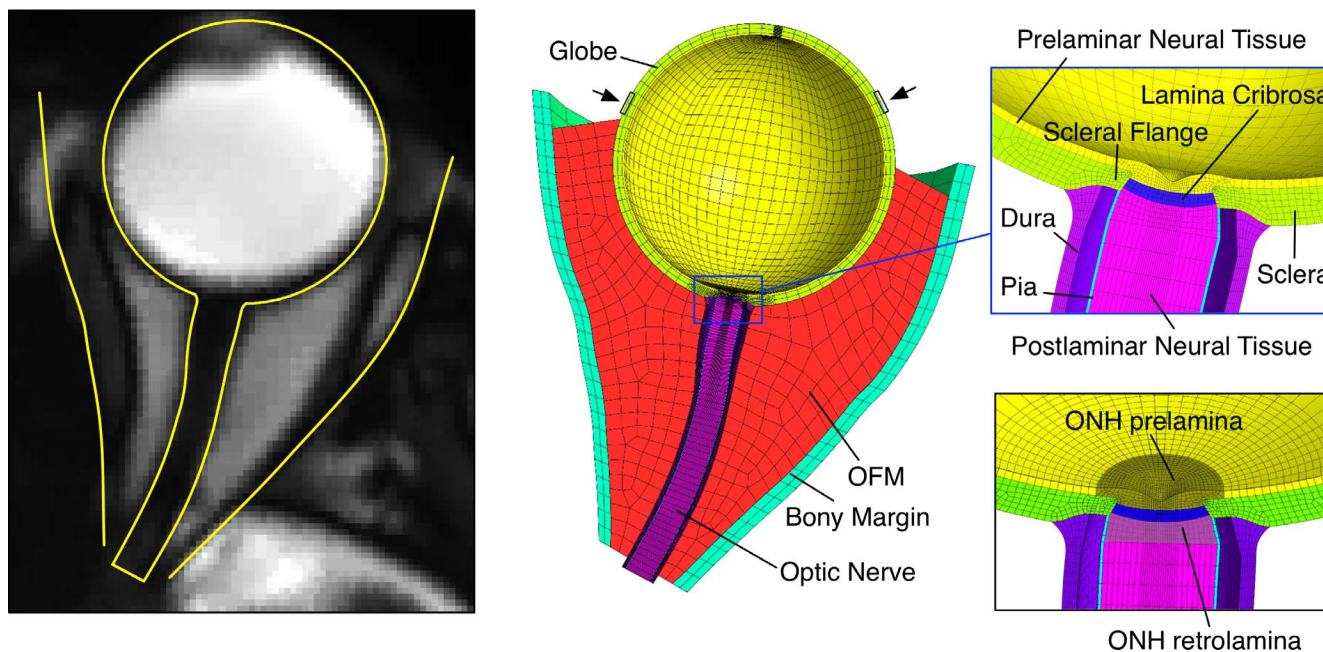 Globe
OFM
Bony Margin
Optic Nerve
Prelaminar Neural Tissue
Lamina Cribrosa
Scleral Flange
Dura
Sclera
Pia
Postlaminar Neural Tissue
ONH prelamina
ONH retrolamina